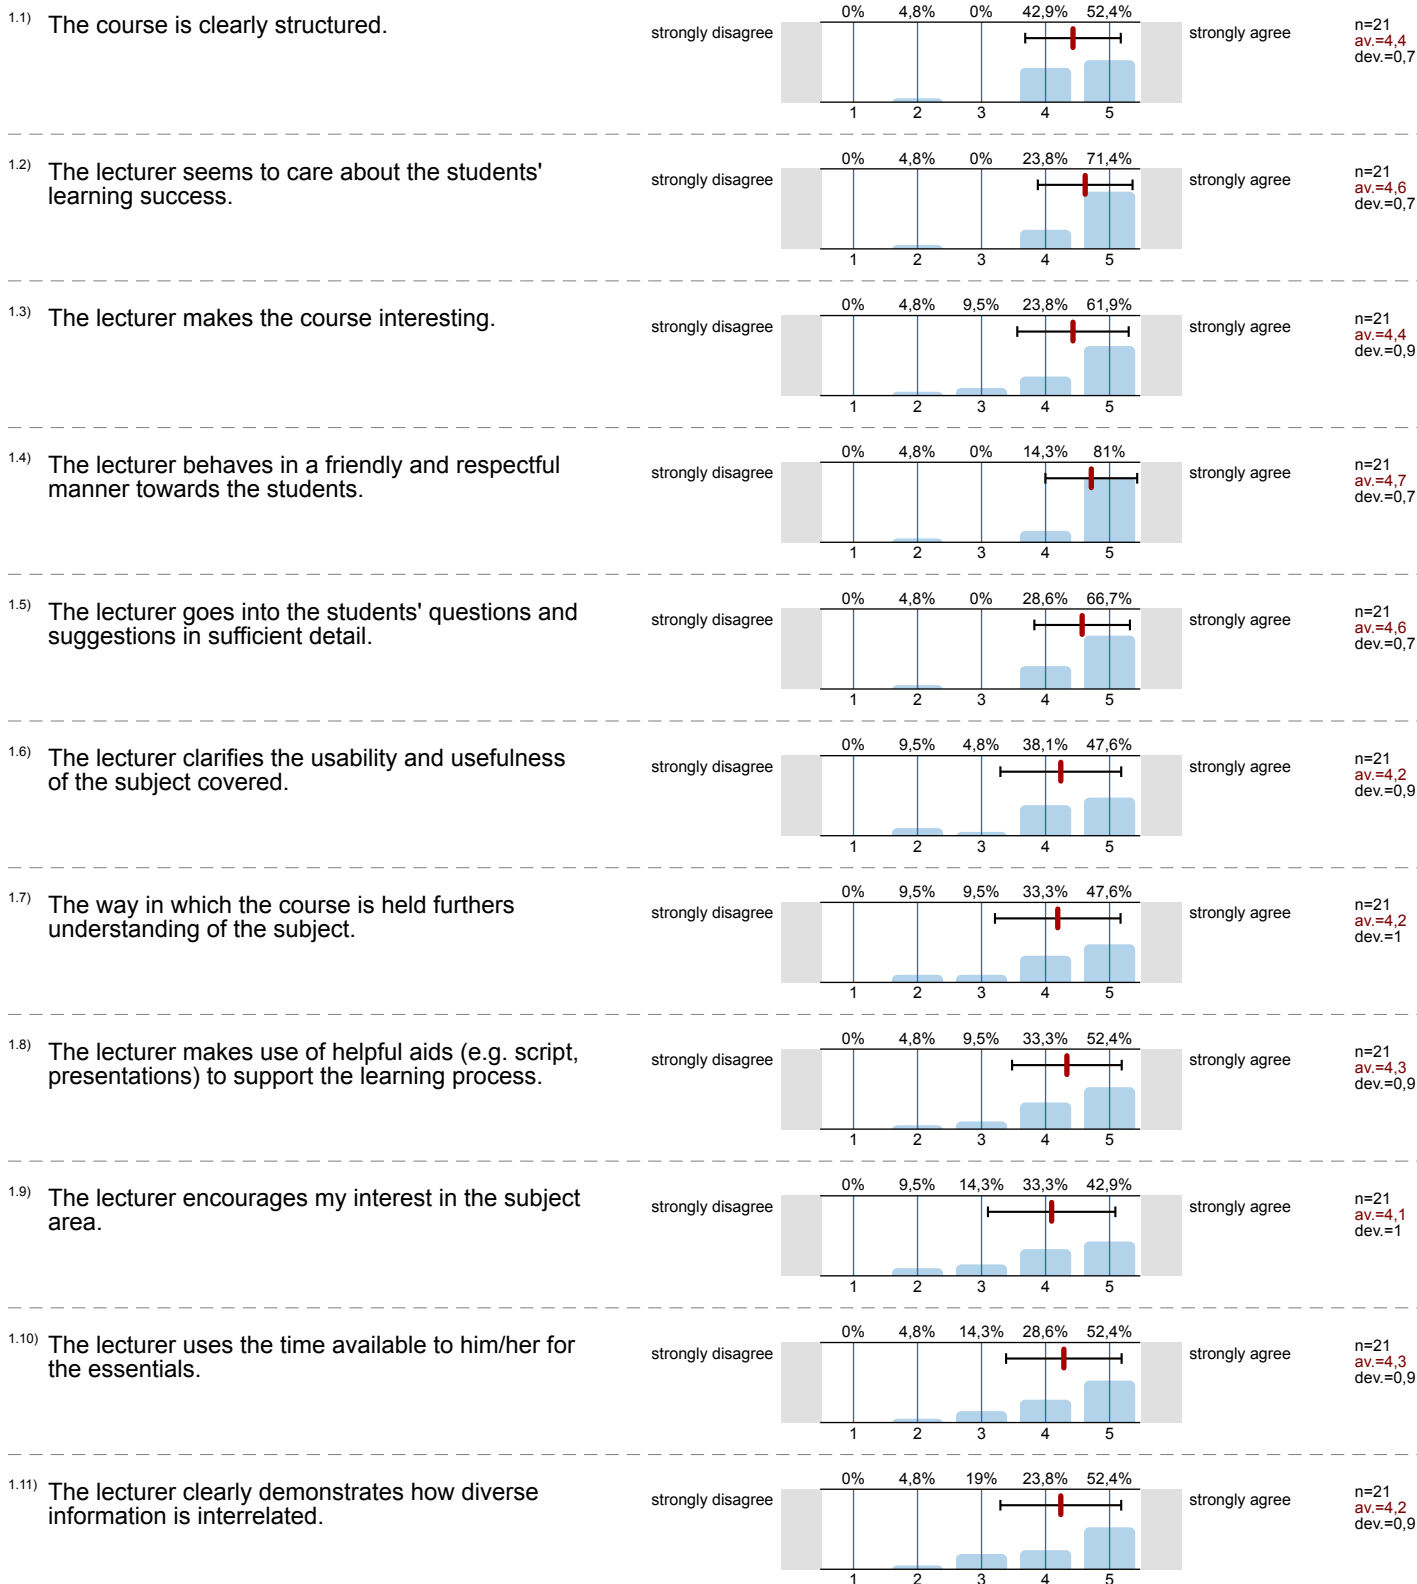 0% 4,8% 0% 42,9% 52,4%
1.1) The course is clearly structured. strongly disagree strongly agree n=21
av.=4,4
dev.=0,7
1 2 3 4 5
0% 4,8% 0% 23,8% 71,4%
1.2) The lecturer seems to care about the students' strongly disagree strongly agree n=21
learning success. av.=4,6
dev.=0,7
1 2 3 4 5
0% 4,8% 9,5% 23,8% 61,9%
1.3) The lecturer makes the course interesting. strongly disagree strongly agree n=21
av.=4,4
dev.=0,9
1 2 3 4 5
0% 4,8% 0% 14,3% 81%
1.4) The lecturer behaves in a friendly and respectful strongly disagree strongly agree n=21
manner towards the students. av.=4,7
dev.=0,7
1 2 3 4 5
0% 4,8% 0% 28,6% 66,7%
1.5) The lecturer goes into the students' questions and strongly disagree strongly agree n=21
suggestions in sufficient detail. av.=4,6
dev.=0,7
1 2 3 4 5
0% 9,5% 4,8% 38,1% 47,6%
1.6) The lecturer clarifies the usability and usefulness strongly disagree strongly agree n=21
of the subject covered. av.=4,2
dev.=0,9
1 2 3 4 5
0% 9,5% 9,5% 33,3% 47,6%
1.7) The way in which the course is held furthers strongly disagree strongly agree n=21
understanding of the subject. av.=4,2
dev.=1
1 2 3 4 5
0% 4,8% 9,5% 33,3% 52,4%
1.8) The lecturer makes use of helpful aids (e.g. script, strongly disagree strongly agree n=21
presentations) to support the learning process. av.=4,3
dev.=0,9
1 2 3 4 5
0% 9,5% 14,3% 33,3% 42,9%
1.9) The lecturer encourages my interest in the subject strongly disagree strongly agree n=21
area. av.=4,1
dev.=1
1 2 3 4 5
0% 4,8% 14,3% 28,6% 52,4%
1.10) The lecturer uses the time available to him/her for strongly disagree strongly agree n=21
the essentials. av.=4,3
dev.=0,9
1 2 3 4 5
0% 4,8% 19% 23,8% 52,4%
1.11) The lecturer clearly demonstrates how diverse strongly disagree strongly agree n=21
information is interrelated. av.=4,2
dev.=0,9
1 2 3 4 5